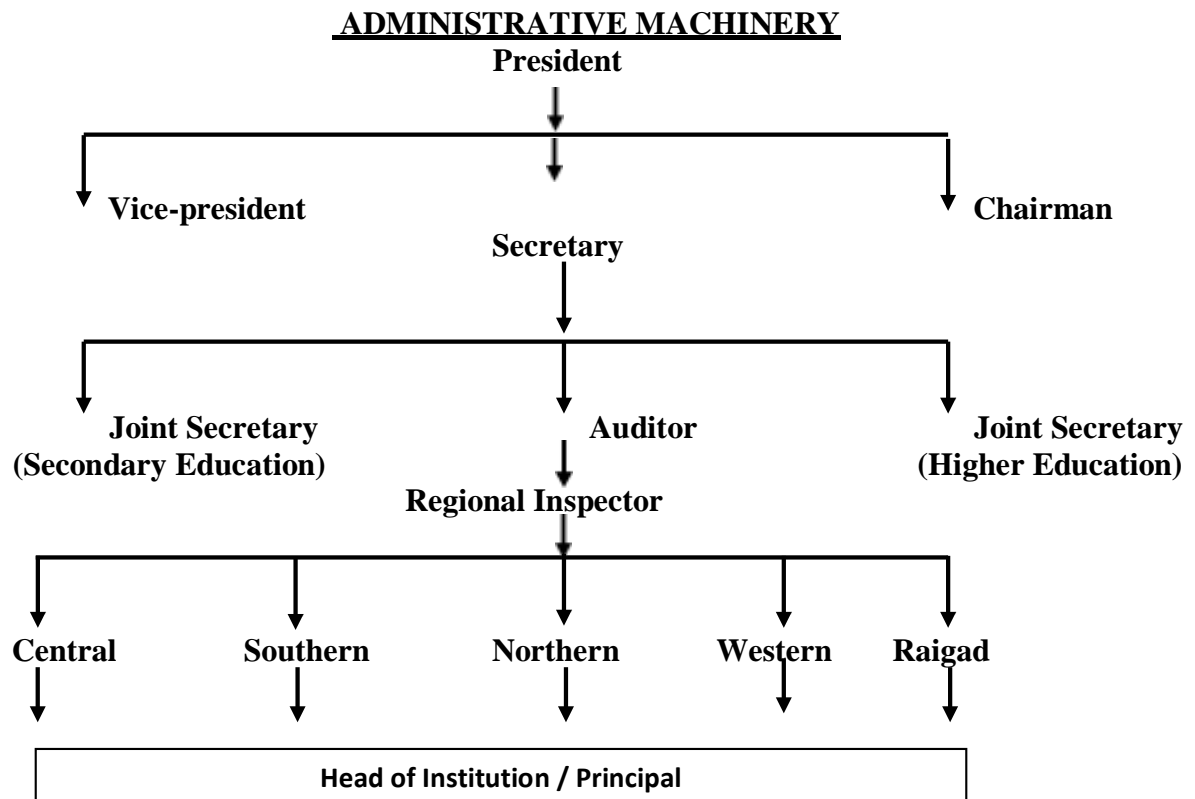 ADMINISTRATIVE MACHINERY
President
Vice-president
Chairman
Secretary
Joint Secretary
Auditor
Joint Secretary
(Secondary Education)
(Higher Education)
Regional Inspector
Central
Southern
Northern
Western
Raigad
Head of Institution / Principal